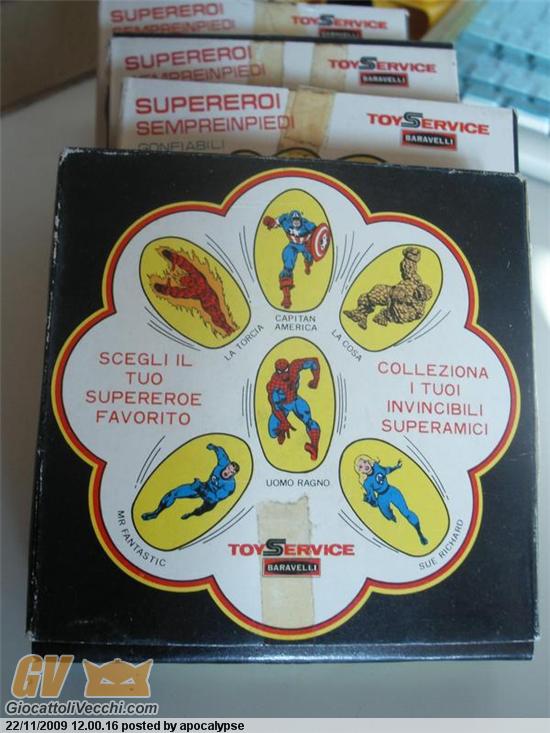 SUPEREROI
SEMPREINPIEDI
TOYSERVICE
SUPEREROI
SEMPREINPIEDI
TOYSERVICE
BARAVELLI
SUPEREROI
SEMPREINPIEDI
GONFIABILI
TOYSERVICE
BARAVELLI
LA TORCIA
CAPITAN
AMERICA
LA COSA
SCEGLI IL
TUO
SUPEREROE
FAVORITO
COLLEZIONA
I TUOI
INVINCIBILI
SUPERAMICI
UOMO RAGNO
MR FANTASTIC
SUE RICHARD
TOYSERVICE
BARAVELLI
GV
GiocattoliVecchi.com
22/11/2009 12.00.16 posted by apocalypse